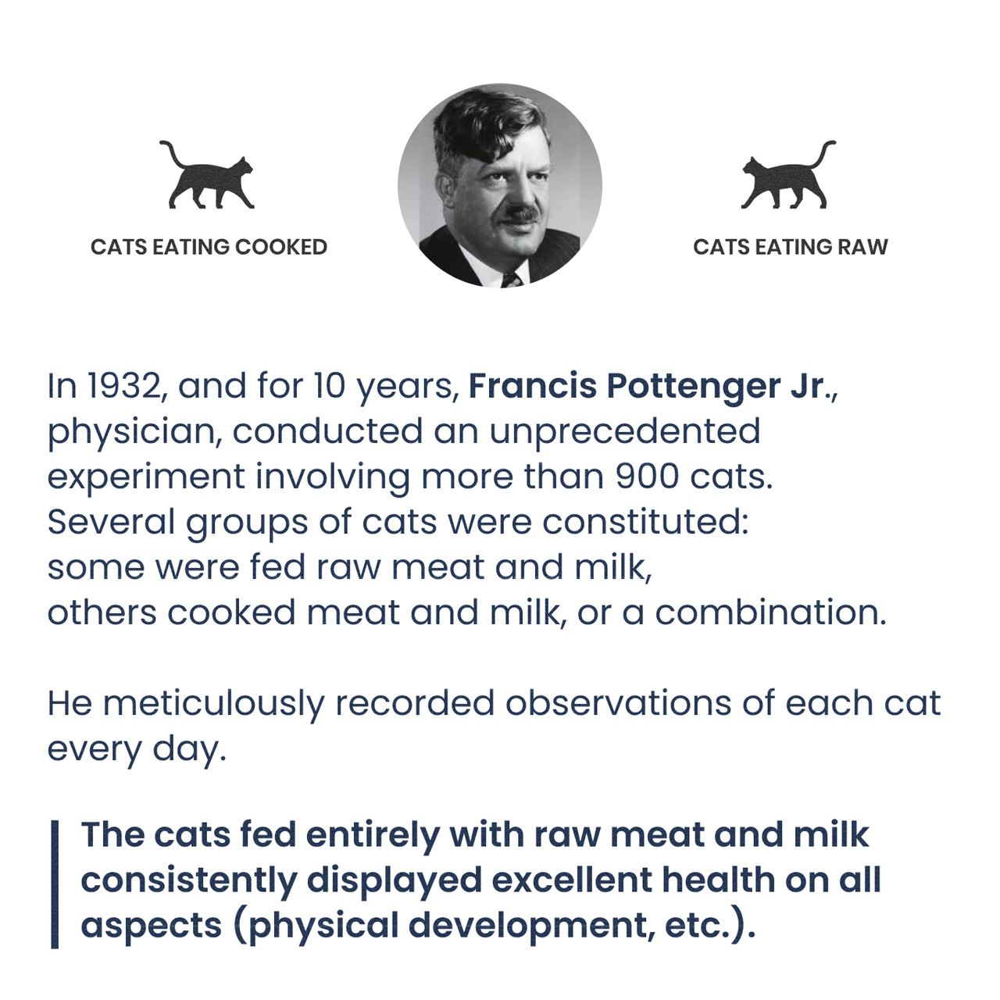 CATS EATING COOKED
CATS EATING RAW
In 1932, and for 10 years, Francis Pottenger Jr.,
physician, conducted an unprecedented
experiment involving more than 900 cats.
Several groups of cats were constituted:
some were fed raw meat and milk,
others cooked meat and milk, or a combination.
He meticulously recorded observations of each cat
every day.
The cats fed entirely with raw meat and milk
consistently displayed excellent health on all
aspects (physical development, etc.).